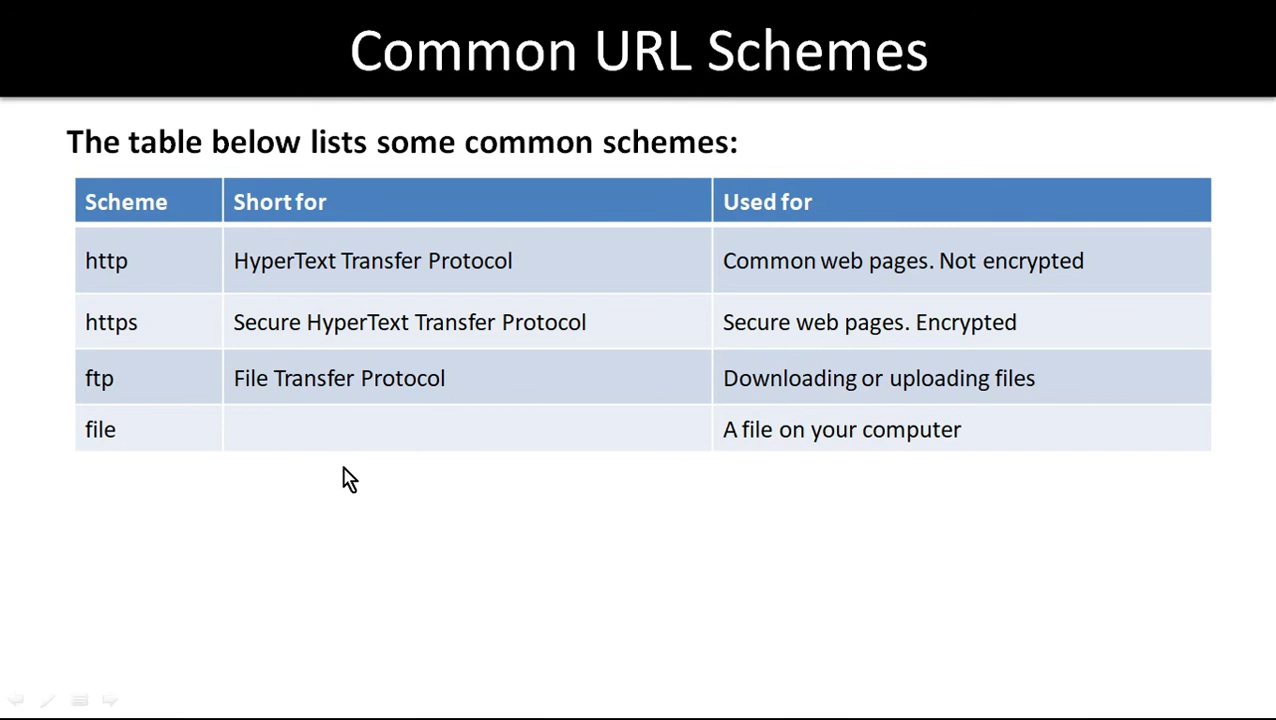 Common URL Schemes
The table below lists some common schemes:
Scheme Short for Used for
http HyperText Transfer Protocol Common web pages. Not encrypted
https Secure HyperText Transfer Protocol Secure web pages. Encrypted
ftp File Transfer Protocol Downloading or uploading files
file A file on your computer